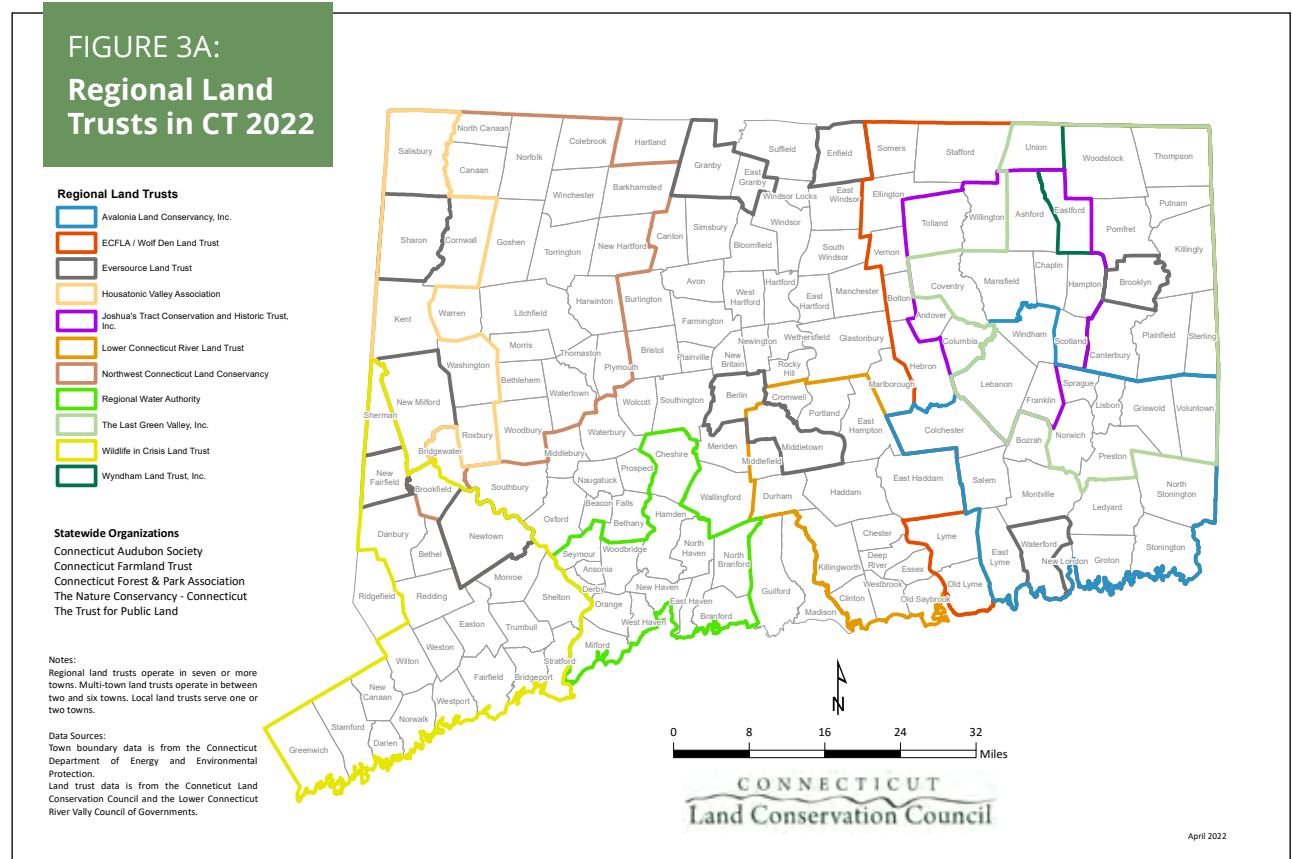 FIGURE 3A:
Regional Land
Trusts in CT 2022
Regional Land Trusts
Avalonia Land Conservancy, Inc.
ECFLA / Wolf Den Land Trust
Eversource Land Trust
Housatonic Valley Association
Joshua's Tract Conservation and Historic Trust,
Inc.
Lower Connecticut River Land Trust
Northwest Connecticut Land Conservancy
Regional Water Authority
The Last Green Valley, Inc.
Wildlife in Crisis Land Trust
Wyndham Land Trust, Inc.
Statewide Organizations
Connecticut Audubon Society
Connecticut Farmland Trust
Connecticut Forest & Park Association
The Nature Conservancy - Connecticut
The Trust for Public Land
Notes:
Regional land trusts operate in seven or more
towns. Multi-town land trusts operate in between
two and six towns. Local land trusts serve one or
two towns.
Data Sources:
Town boundary data is from the Connecticut
Department of Energy and Environmental
Protection.
Land trust data is from the Conneticut Land
Conservation Council and the Lower Connecticut
River Vally Council of Governments.
Salisbury
North Canaan
Canaan
Norfolk
Colebrook
Hartland
Granby
East
Granby
Suffield
Enfield
Somers
Stafford
Union
Woodstock
Thompson
Winchester
Barkhamsted
Windsor Locks
East
Windsor
Ellington
Tolland
Willington
Ashford
Eastford
Putnam
Pomfret
Killingly
Sharon
Cornwall
Goshen
Torrington
New Hartford
Canton
Simsbury
Bloomfield
Windsor
South
Windsor
Vernon
Mansfield
Chaplin
Hampton
Brooklyn
Kent
Warren
Litchfield
Harwinton
Burlington
Avon
West
Hartford
Hartford
East
Hartford
Manchester
Bolton
Coventry
Andover
Columbia
Windham
Scotland
Canterbury
Plainfield
Sterling
Washington
Morris
Bethlehem
Thomaston
Watertown
Plymouth
Bristol
Farmington
Plainville
New
Britain
Newington
Wethersfield
Rocky
Hill
Glastonbury
Marlborough
Hebron
Lebanon
Franklin
Sprague
Lisbon
Griswold
Voluntown
New Milford
Sherman
Roxbury
Bridgewater
Woodbury
Middlebury
Waterbury
Wolcott
Southington
Berlin
Cromwell
Portland
East
Hampton
Colchester
Bozrah
Norwich
Preston
New
Fairfield
Brookfield
Southbury
Naugatuck
Prospect
Cheshire
Meriden
Middlefield
Middletown
Haddam
East Haddam
Salem
Montville
Ledyard
North
Stonington
Danbury
Bethel
Newtown
Oxford
Beacon Falls
Bethany
Hamden
Wallingford
Durham
Chester
Lyme
East
Lyme
Waterford
New London
Groton
Stonington
Ridgefield
Redding
Monroe
Seymour
Woodbridge
Ansonia
Derby
Shelton
Orange
North
Haven
North
Branford
New Haven
East Haven
West Haven
Branford
Guilford
Madison
Killingworth
Clinton
Deep
River
Essex
Westbrook
Old Saybrook
Old Lyme
Easton
Trumbull
Milford
Stratford
Bridgeport
Fairfield
Weston
Wilton
Westport
Norwalk
New
Canaan
Darien
Stamford
Greenwich
N
0 8 16 24 32
Miles
CONNECTICUT
Land Conservation Council
April 2022